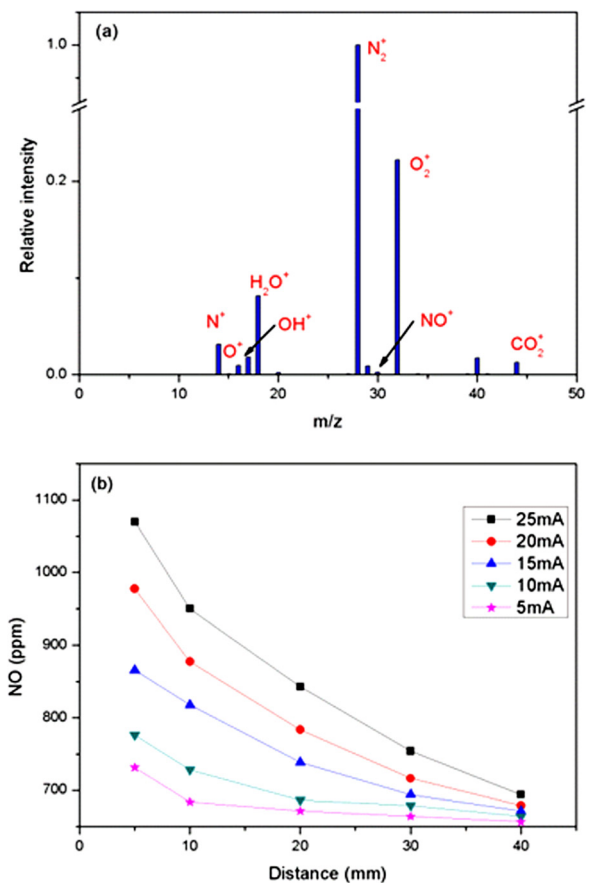 (a)
1.0
0.2
0.0
Relative intensity
N₂⁺
O₂⁺
H₂O⁺
N⁺
OH⁺
O⁺
NO⁺
CO₂⁺
0 10 20 30 40 50
m/z
(b)
1100
1000
900
800
700
NO (ppm)
25mA
20mA
15mA
10mA
5mA
0 10 20 30 40
Distance (mm)